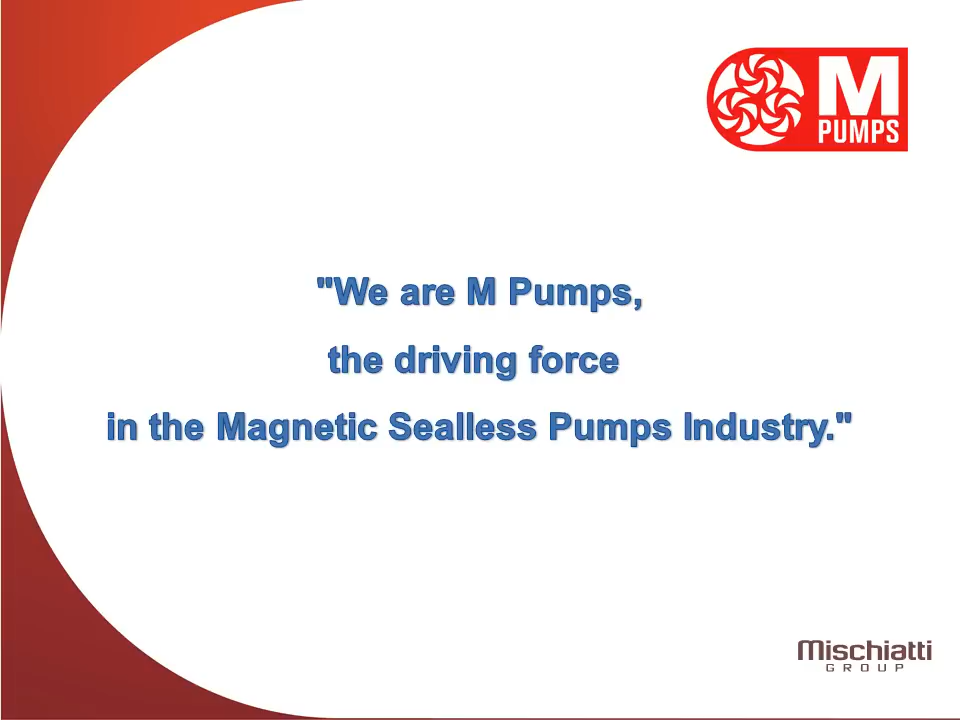 M
PUMPS
"We are M Pumps,
the driving force
in the Magnetic Sealless Pumps Industry."
Mischiatti
GROUP